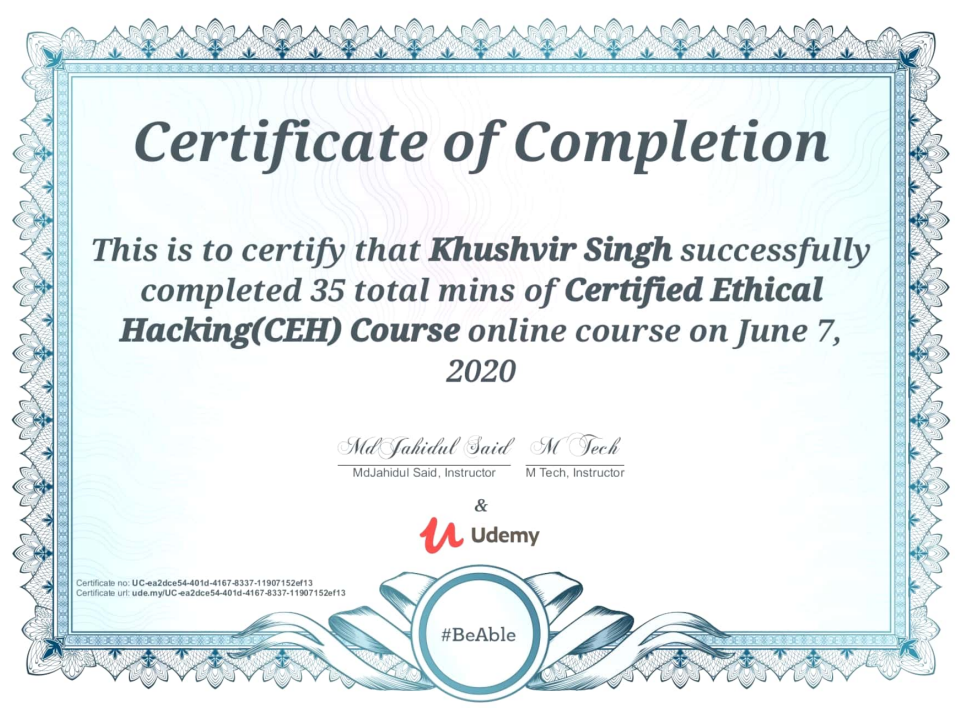 Certificate of Completion
This is to certify that Khushvir Singh successfully
completed 35 total mins of Certified Ethical
Hacking(CEH) Course online course on June 7,
2020
MdJahidul Said M Tech
MdJahidul Said, Instructor M Tech, Instructor
&
Udemy
Certificate no: UC-ea2dce54-401d-4167-8337-11907152ef13
Certificate url: ude.my/UC-ea2dce54-401d-4167-8337-11907152ef13
#BeAble